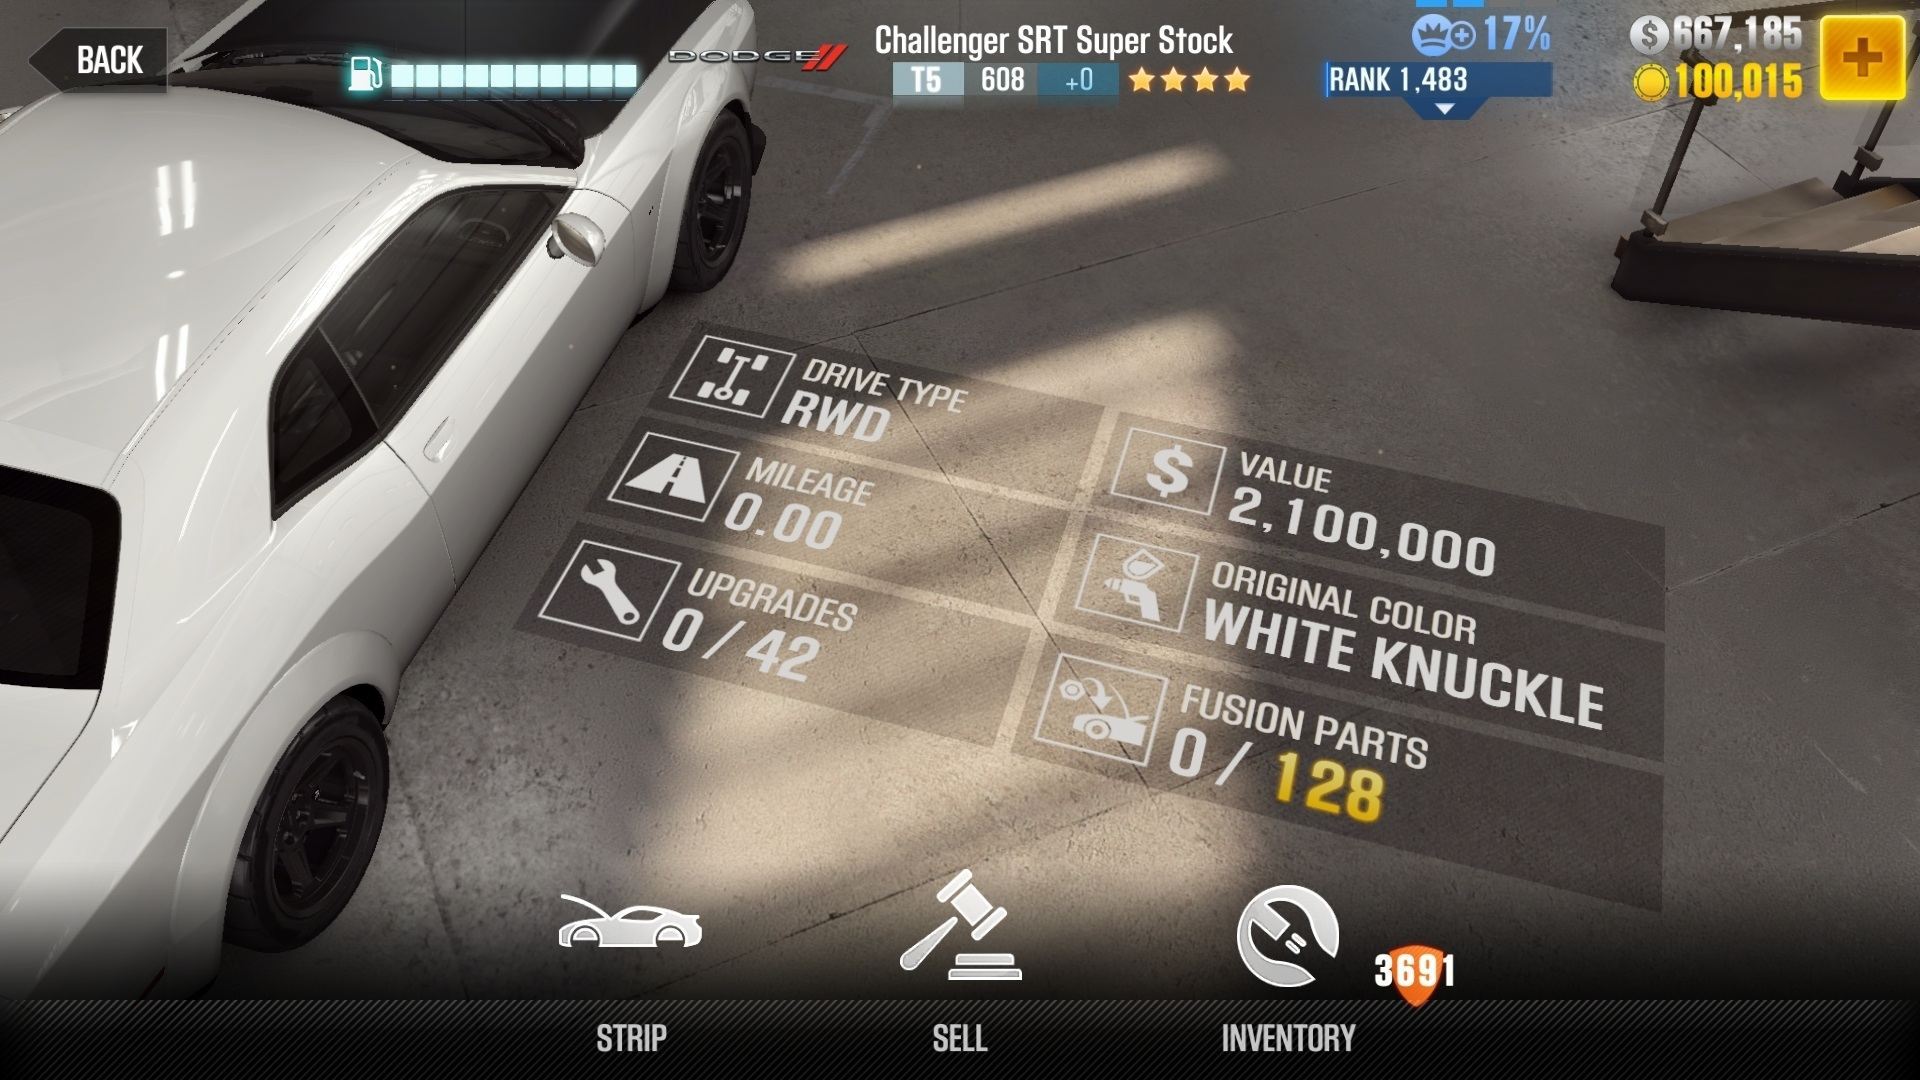 BACK
DODGE
Challenger SRT Super Stock
T5 608 +0
17%
RANK 1,483
667,185
100,015
DRIVE TYPE
RWD
MILEAGE
0.00
UPGRADES
0 / 42
VALUE
2,100,000
ORIGINAL COLOR
WHITE KNUCKLE
FUSION PARTS
0 / 128
3691
STRIP
SELL
INVENTORY